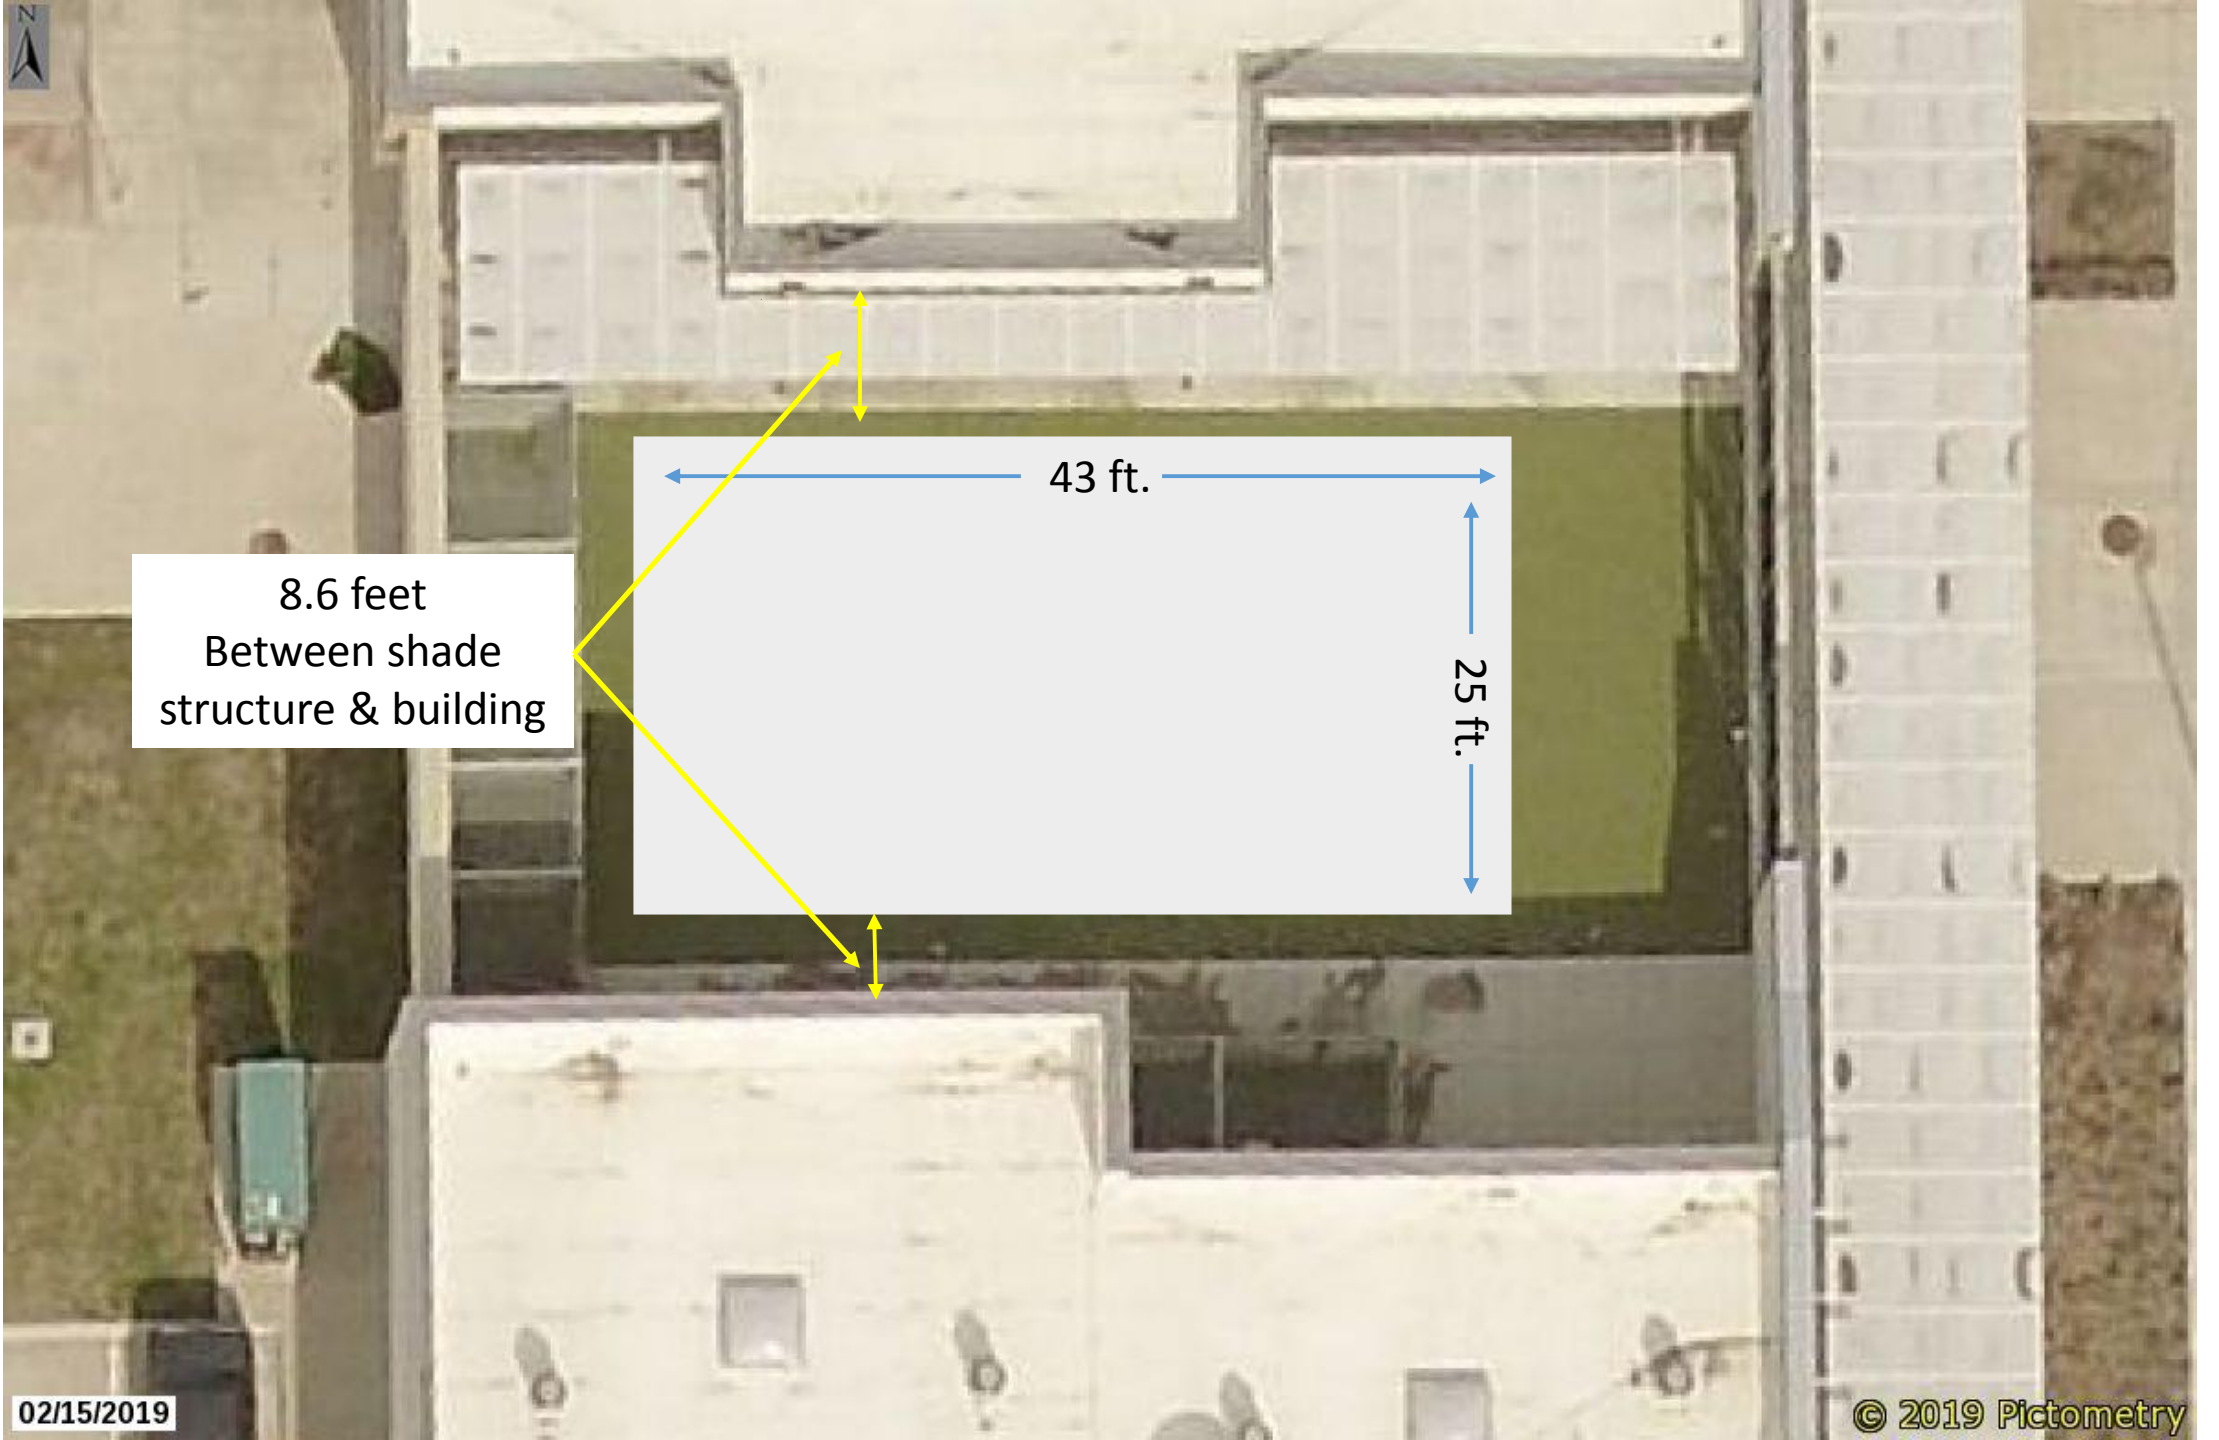 N
43 ft.
8.6 feet
Between shade
structure & building
25 ft.
02/15/2019
© 2019 Pictometry